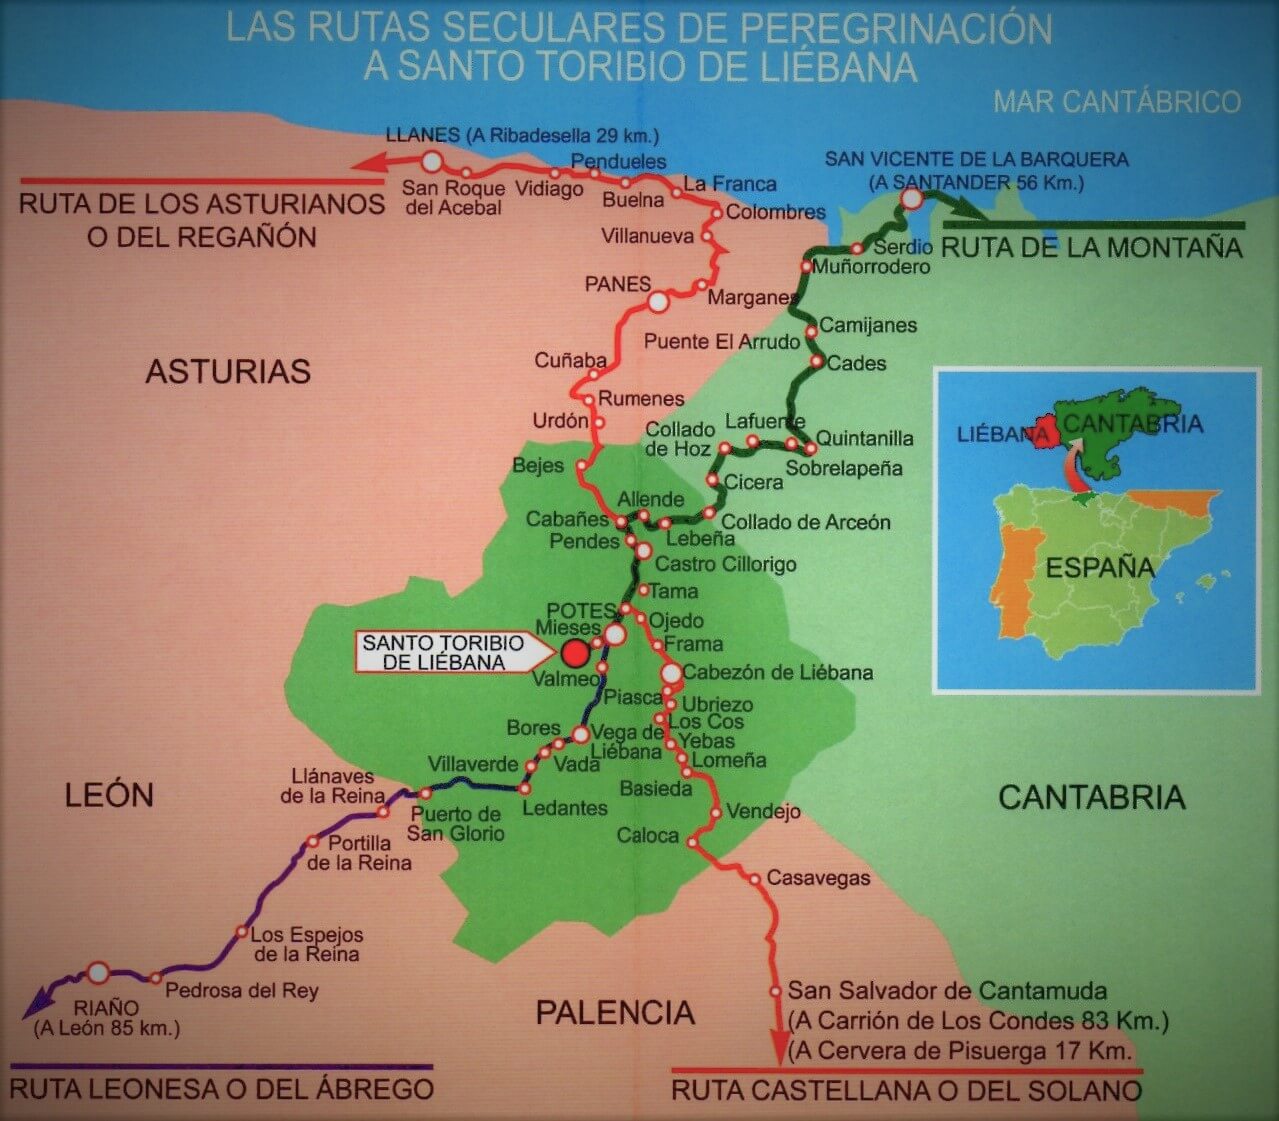 LAS RUTAS SECULARES DE PEREGRINACIÓN
A SANTO TORIBIO DE LIÉBANA
MAR CANTÁBRICO
LLANES (A Ribadesella 29 km.)
SAN VICENTE DE LA BARQUERA
(A SANTANDER 56 Km.)
RUTA DE LOS ASTURIANOS
O DEL REGAÑÓN
San Roque
del Acebal
Vidiago
Pendueles
Buelna
La Franca
Colombres
Villanueva
Serdio
RUTA DE LA MONTAÑA
Muñorrodero
PANES
Marganes
Camijanes
Puente El Arrudo
Cades
ASTURIAS
Cuñaba
Rumenes
Urdón
Collado
de Hoz
Lafuente
Quintanilla
Sobrelapeña
LIÉBANA
CANTABRIA
Bejes
Cicera
Allende
Cabañes
Collado de Arceón
Pendes
Lebeña
Castro Cillorigo
ESPAÑA
Tama
POTES
Ojedo
Mieses
SANTO TORIBIO
DE LIÉBANA
Frama
Valmeo
Cabezón de Liébana
Piasca
Ubriezo
Los Cos
Bores
Vega de
Liébana
Yebas
Villaverde
Vada
Lomeña
Basieda
LEÓN
Llánaves
de la Reina
CANTABRIA
Puerto de
San Glorio
Ledantes
Vendejo
Caloca
Portilla
de la Reina
Casavegas
Los Espejos
de la Reina
Pedrosa del Rey
RIAÑO
(A León 85 km.)
PALENCIA
San Salvador de Cantamuda
(A Carrión de Los Condes 83 Km.)
(A Cervera de Pisuerga 17 Km.
RUTA LEONESA O DEL ÁBREGO
RUTA CASTELLANA O DEL SOLANO